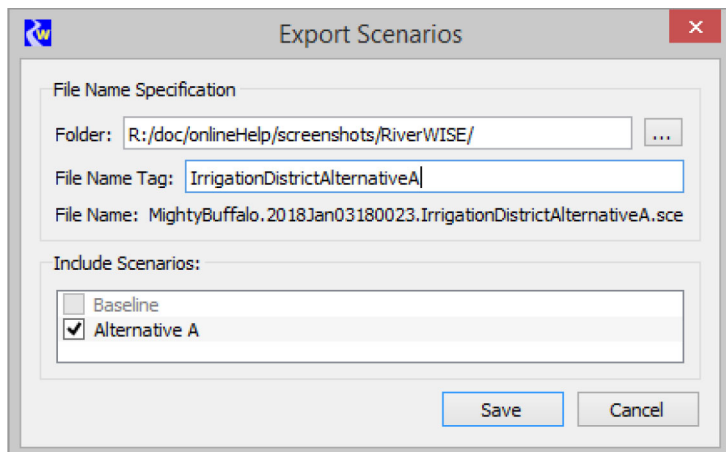 Export Scenarios
File Name Specification
Folder: R:/doc/onlineHelp/screenshots/RiverWISE/ ...
File Name Tag: IrrigationDistrictAlternativeA
File Name: MightyBuffalo.2018Jan03180023.IrrigationDistrictAlternativeA.sce
Include Scenarios:
Baseline
Alternative A
Save Cancel